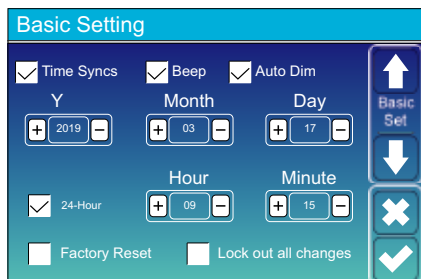 Basic Setting
Time Syncs Beep Auto Dim
Y Month Day
+ 2019 − + 03 − + 17 −
Basic
Set
Hour Minute
24-Hour + 09 − + 15 −
Factory Reset Lock out all changes